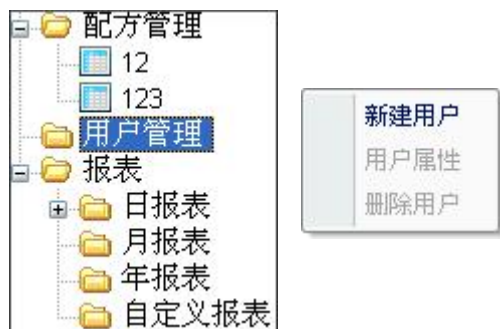 配方管理
12
123
用户管理
报表
日报表
月报表
年报表
自定义报表
新建用户
用户属性
删除用户